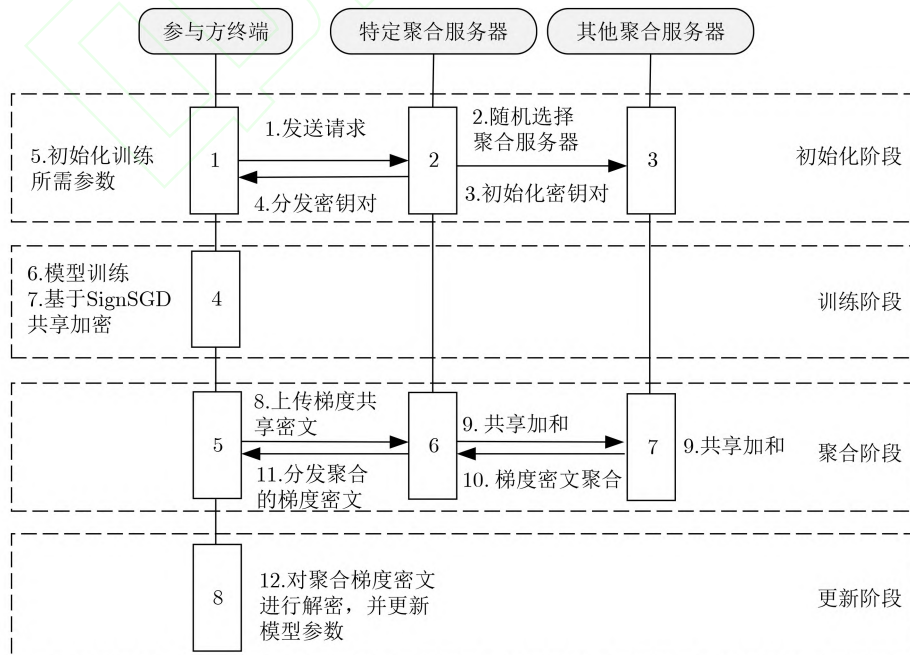 参与方终端
特定聚合服务器
其他聚合服务器
1.发送请求
2.随机选择
聚合服务器
5.初始化训练
所需参数
1
2
3
初始化阶段
4.分发密钥对
3.初始化密钥对
6.模型训练
7.基于SignSGD
共享加密
4
训练阶段
8.上传梯度共
享密文
9. 共享加和
5
6
7
9.共享加和
聚合阶段
11.分发聚合
的梯度密文
10. 梯度密文聚合
8
12.对聚合梯度密文
进行解密，并更新
模型参数
更新阶段